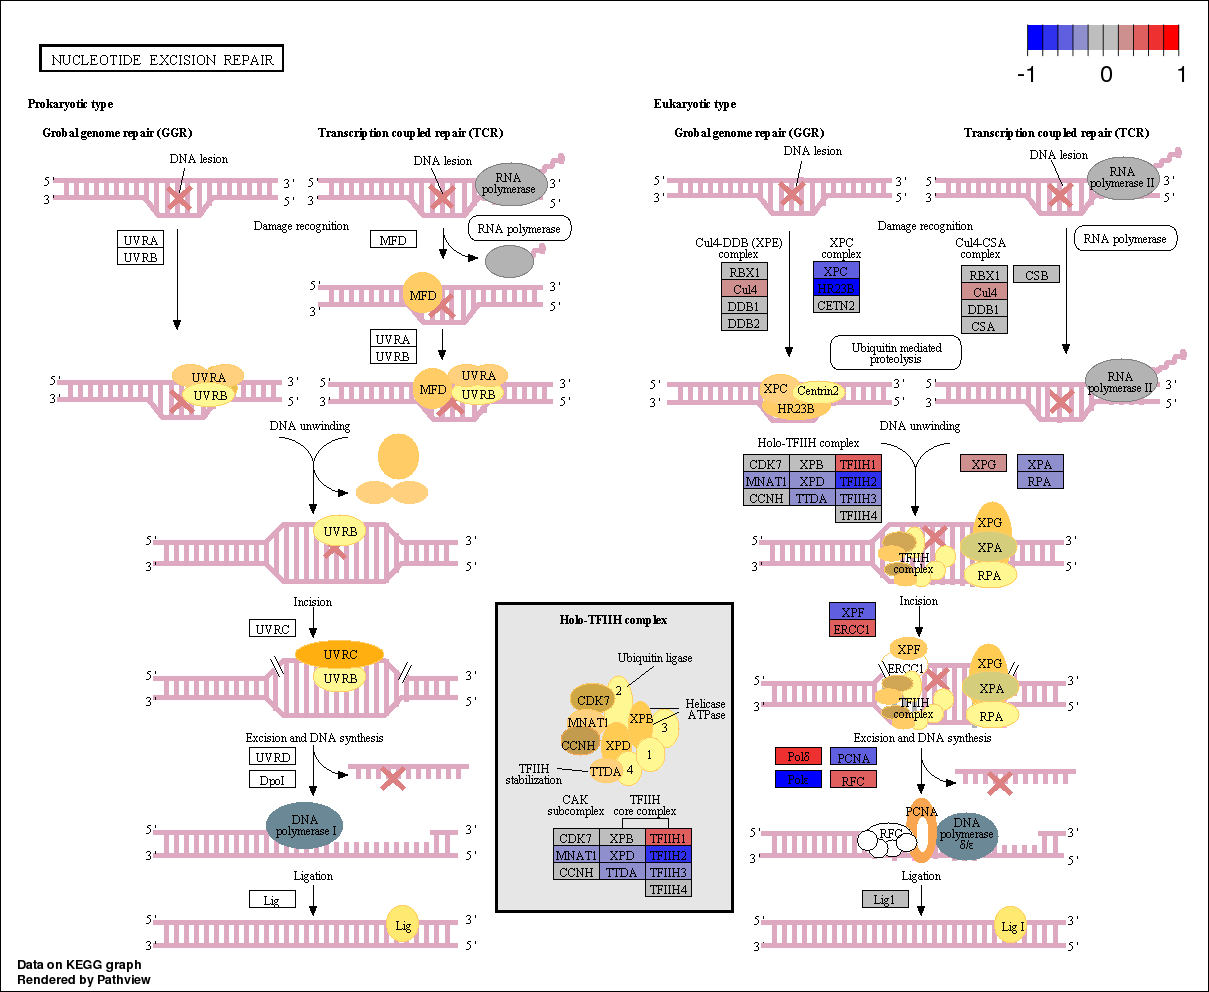 NUCLEOTIDE EXCISION REPAIR
-1 0 1
Prokaryotic type
Grobal genome repair (GGR)
Transcription coupled repair (TCR)
DNA lesion
5' 3'
3' 5'
DNA lesion
RNA
polymerase
5' 3'
3' 5'
Damage recognition
UVRA
UVRB
MFD
RNA polymerase
MFD
5' 3'
3' 5'
UVRA
UVRB
UVRA
UVRB
5' 3'
3' 5'
MFD
UVRA
UVRB
5' 3'
3' 5'
DNA unwinding
UVRB
5' 3'
3' 5'
Incision
UVRC
UVRC
UVRB
5' 3'
3' 5'
Excision and DNA synthesis
UVRD
DpoI
DNA
polymerase I
5' 3'
3' 5'
Ligation
Lig
Lig
5' 3'
3' 5'
Eukaryotic type
Grobal genome repair (GGR)
Transcription coupled repair (TCR)
DNA lesion
5' 3'
3' 5'
DNA lesion
RNA
polymerase II
5' 3'
3' 5'
Damage recognition
Cul4-DDB (XPE)
complex
RBX1
Cul4
DDB1
DDB2
XPC
complex
XPC
HR23B
CETN2
Cul4-CSA
complex
RBX1
Cul4
DDB1
CSA
CSB
RNA polymerase
Ubiquitin mediated
proteolysis
XPC
Centrin2
HR23B
5' 3'
3' 5'
RNA
polymerase II
5' 3'
3' 5'
DNA unwinding
Holo-TFIIH complex
CDK7 XPB TFIIH1
MNAT1 XPD TFIIH2
CCNH TTDA TFIIH3
TFIIH4
XPG
XPA
RPA
XPG
XPA
RPA
TFIIH
complex
5' 3'
3' 5'
Incision
XPF
ERCC1
XPF
ERCC1
XPG
XPA
RPA
TFIIH
complex
5' 3'
3' 5'
Excision and DNA synthesis
Polδ PCNA
Polε RFC
PCNA
RFC
DNA
polymerase
δ/ε
5' 3'
3' 5'
Ligation
Lig1
Lig I
5' 3'
3' 5'
Holo-TFIIH complex
Ubiquitin ligase
CDK7
2
MNAT1
XPB
3
Helicase
ATPase
CCNH
XPD
1
TTDA
4
TFIIH
stabilization
CAK
subcomplex
TFIIH
core complex
CDK7 XPB TFIIH1
MNAT1 XPD TFIIH2
CCNH TTDA TFIIH3
TFIIH4
Data on KEGG graph
Rendered by Pathview